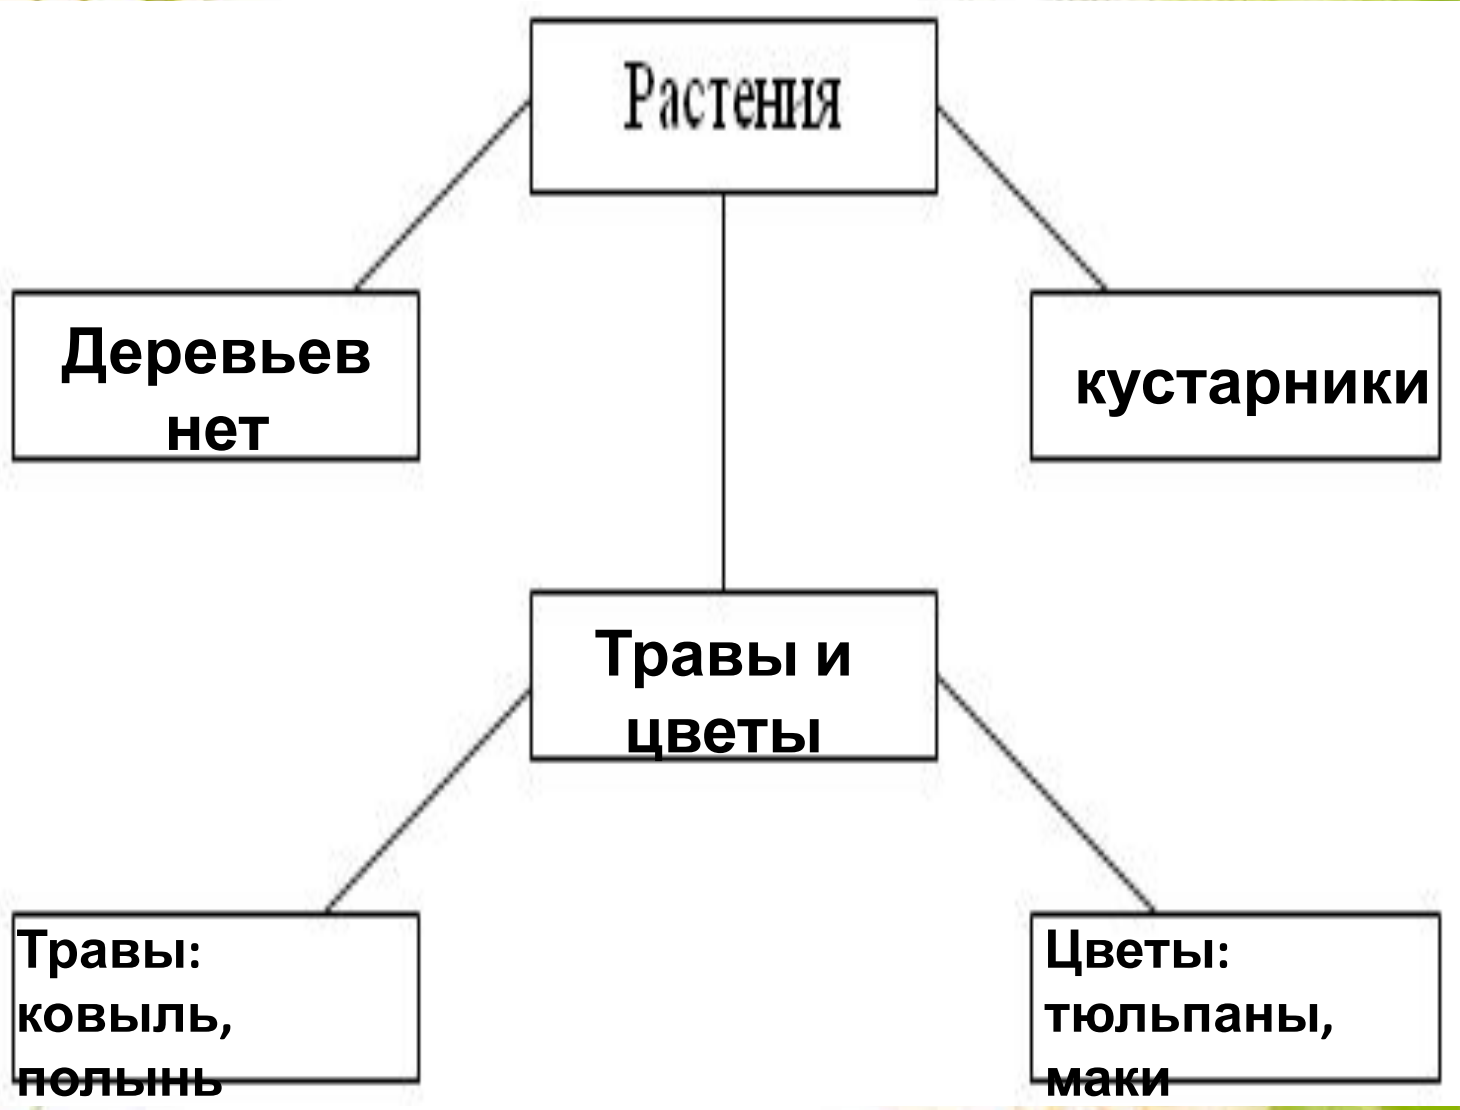 Растения
Деревьев
нет
кустарники
Травы и
цветы
Травы:
ковыль,
полынь
Цветы:
тюльпаны,
маки